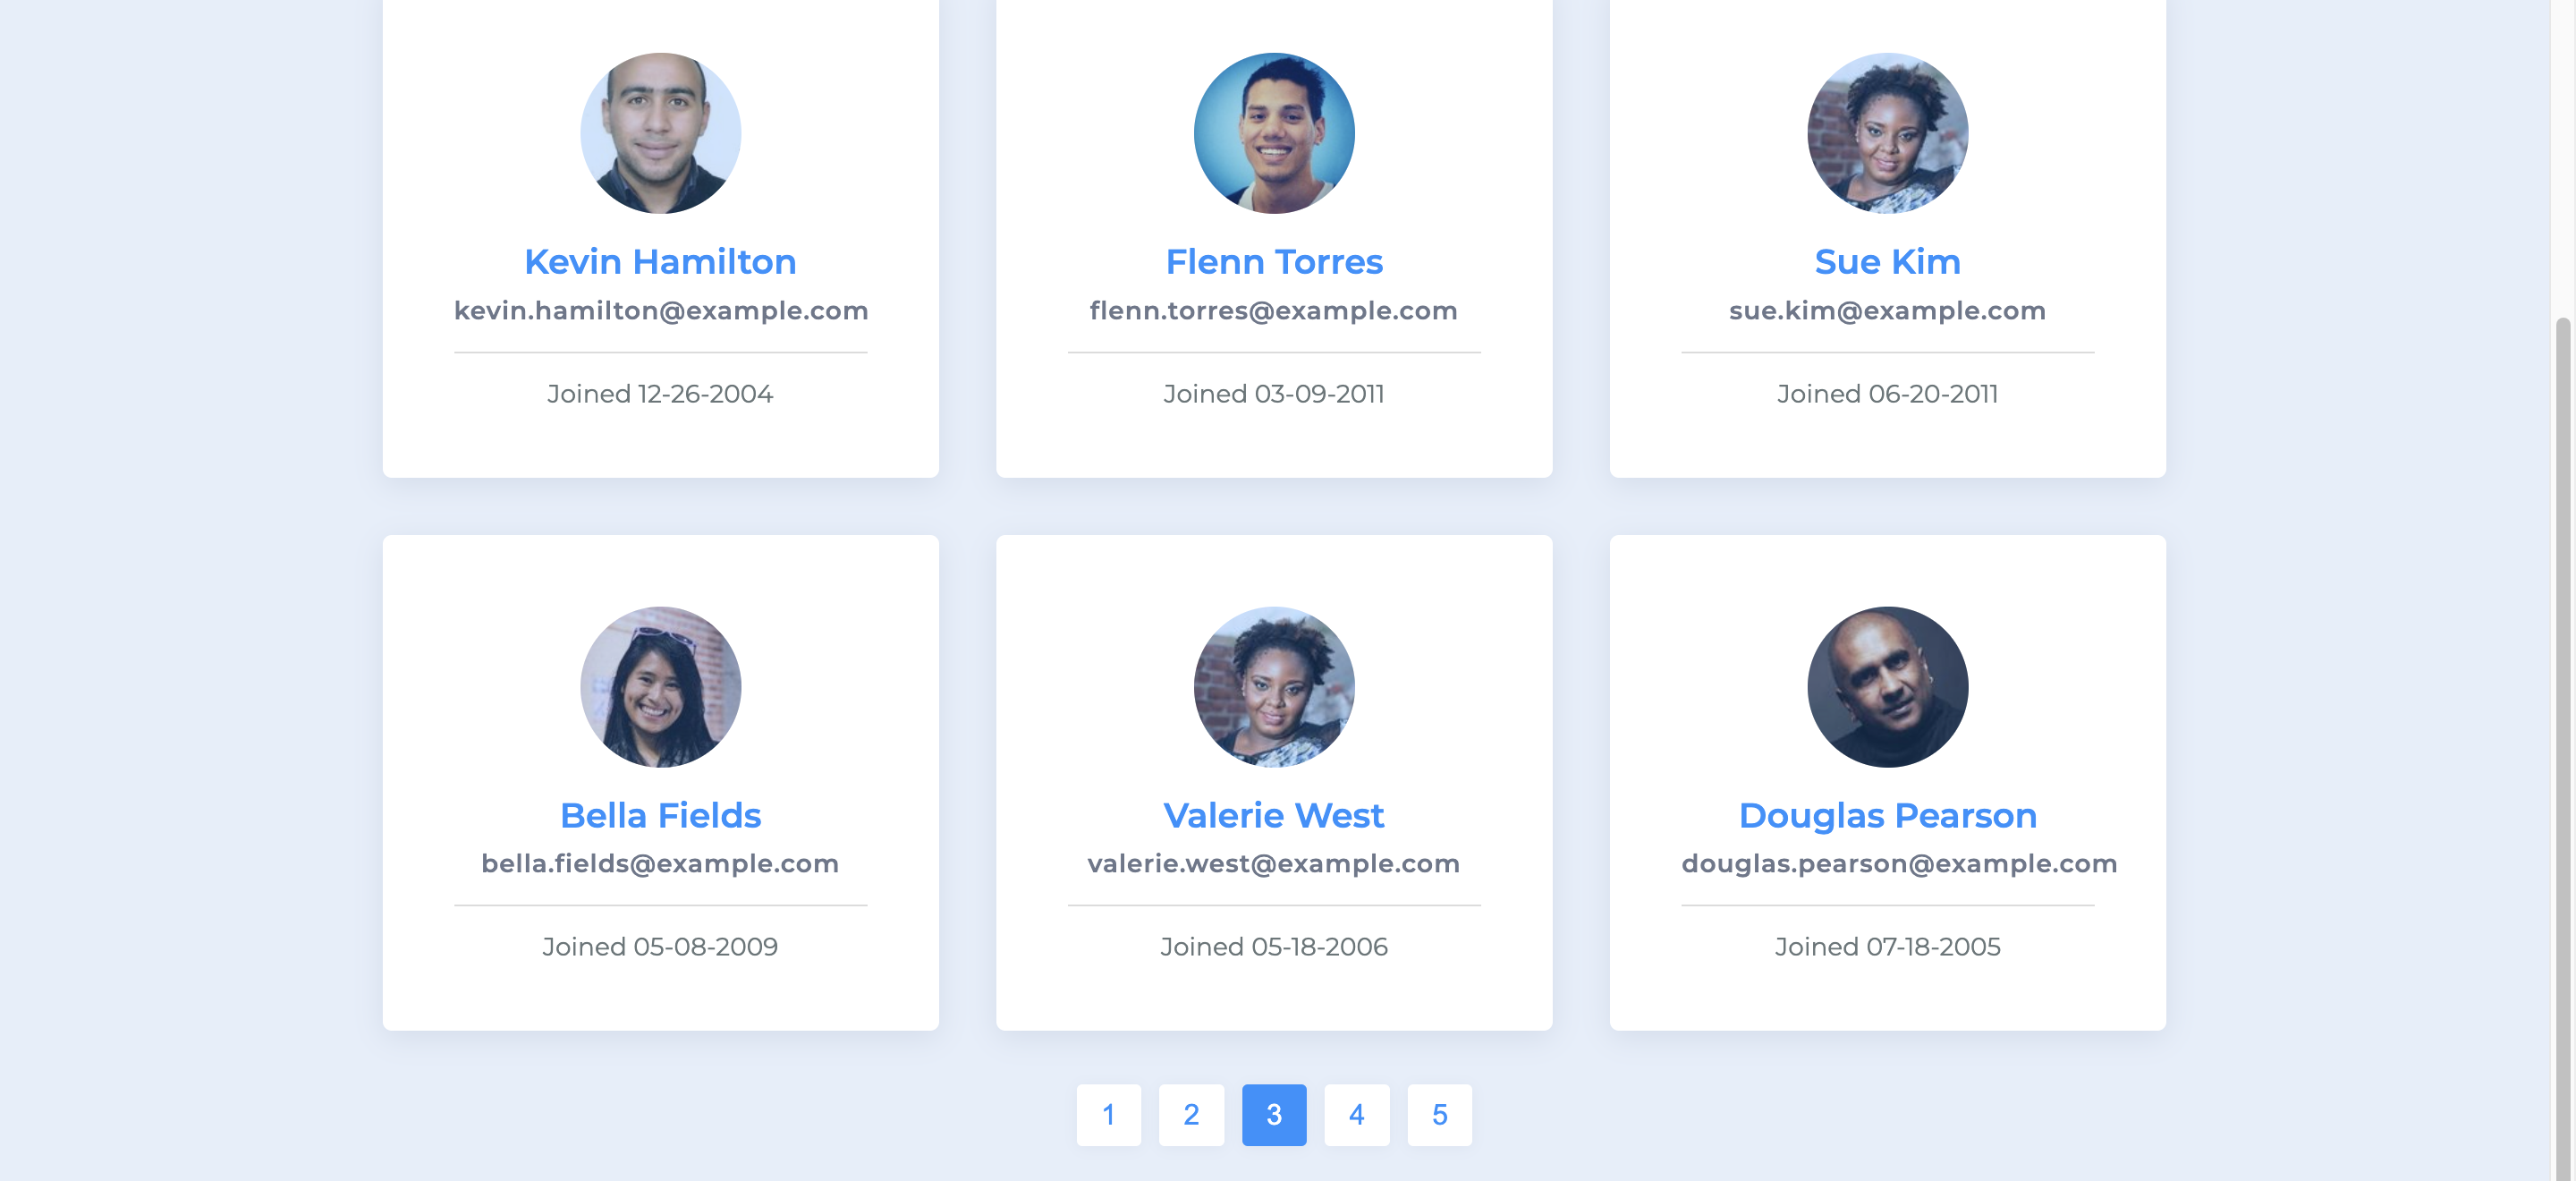 Kevin Hamilton
kevin.hamilton@example.com
Joined 12-26-2004
Flenn Torres
flenn.torres@example.com
Joined 03-09-2011
Sue Kim
sue.kim@example.com
Joined 06-20-2011
Bella Fields
bella.fields@example.com
Joined 05-08-2009
Valerie West
valerie.west@example.com
Joined 05-18-2006
Douglas Pearson
douglas.pearson@example.com
Joined 07-18-2005
1 2 3 4 5